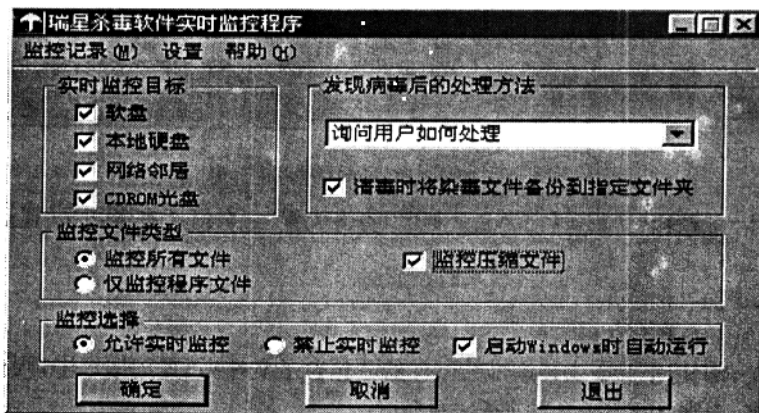 瑞星杀毒软件实时监控程序
监控记录(M) 设置 帮助(H)
实时监控目标
软盘
本地硬盘
网络邻居
CDROM光盘
发现病毒后的处理方法
询问用户如何处理
清毒时将染毒文件备份到指定文件夹
监控文件类型
监控所有文件
仅监控程序文件
监控压缩文件
监控选择
允许实时监控 禁止实时监控 启动Windows时自动运行
确定 取消 退出